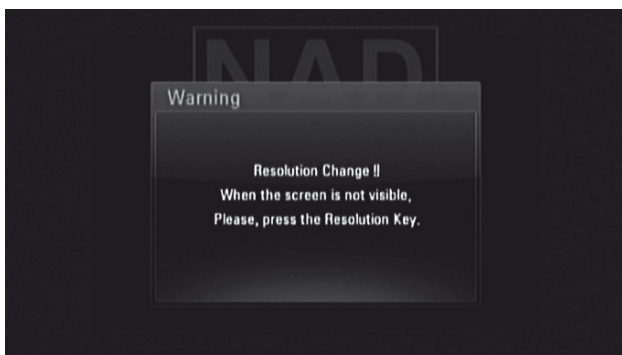 NAD
Warning
Resolution Change !!
When the screen is not visible,
Please, press the Resolution Key.